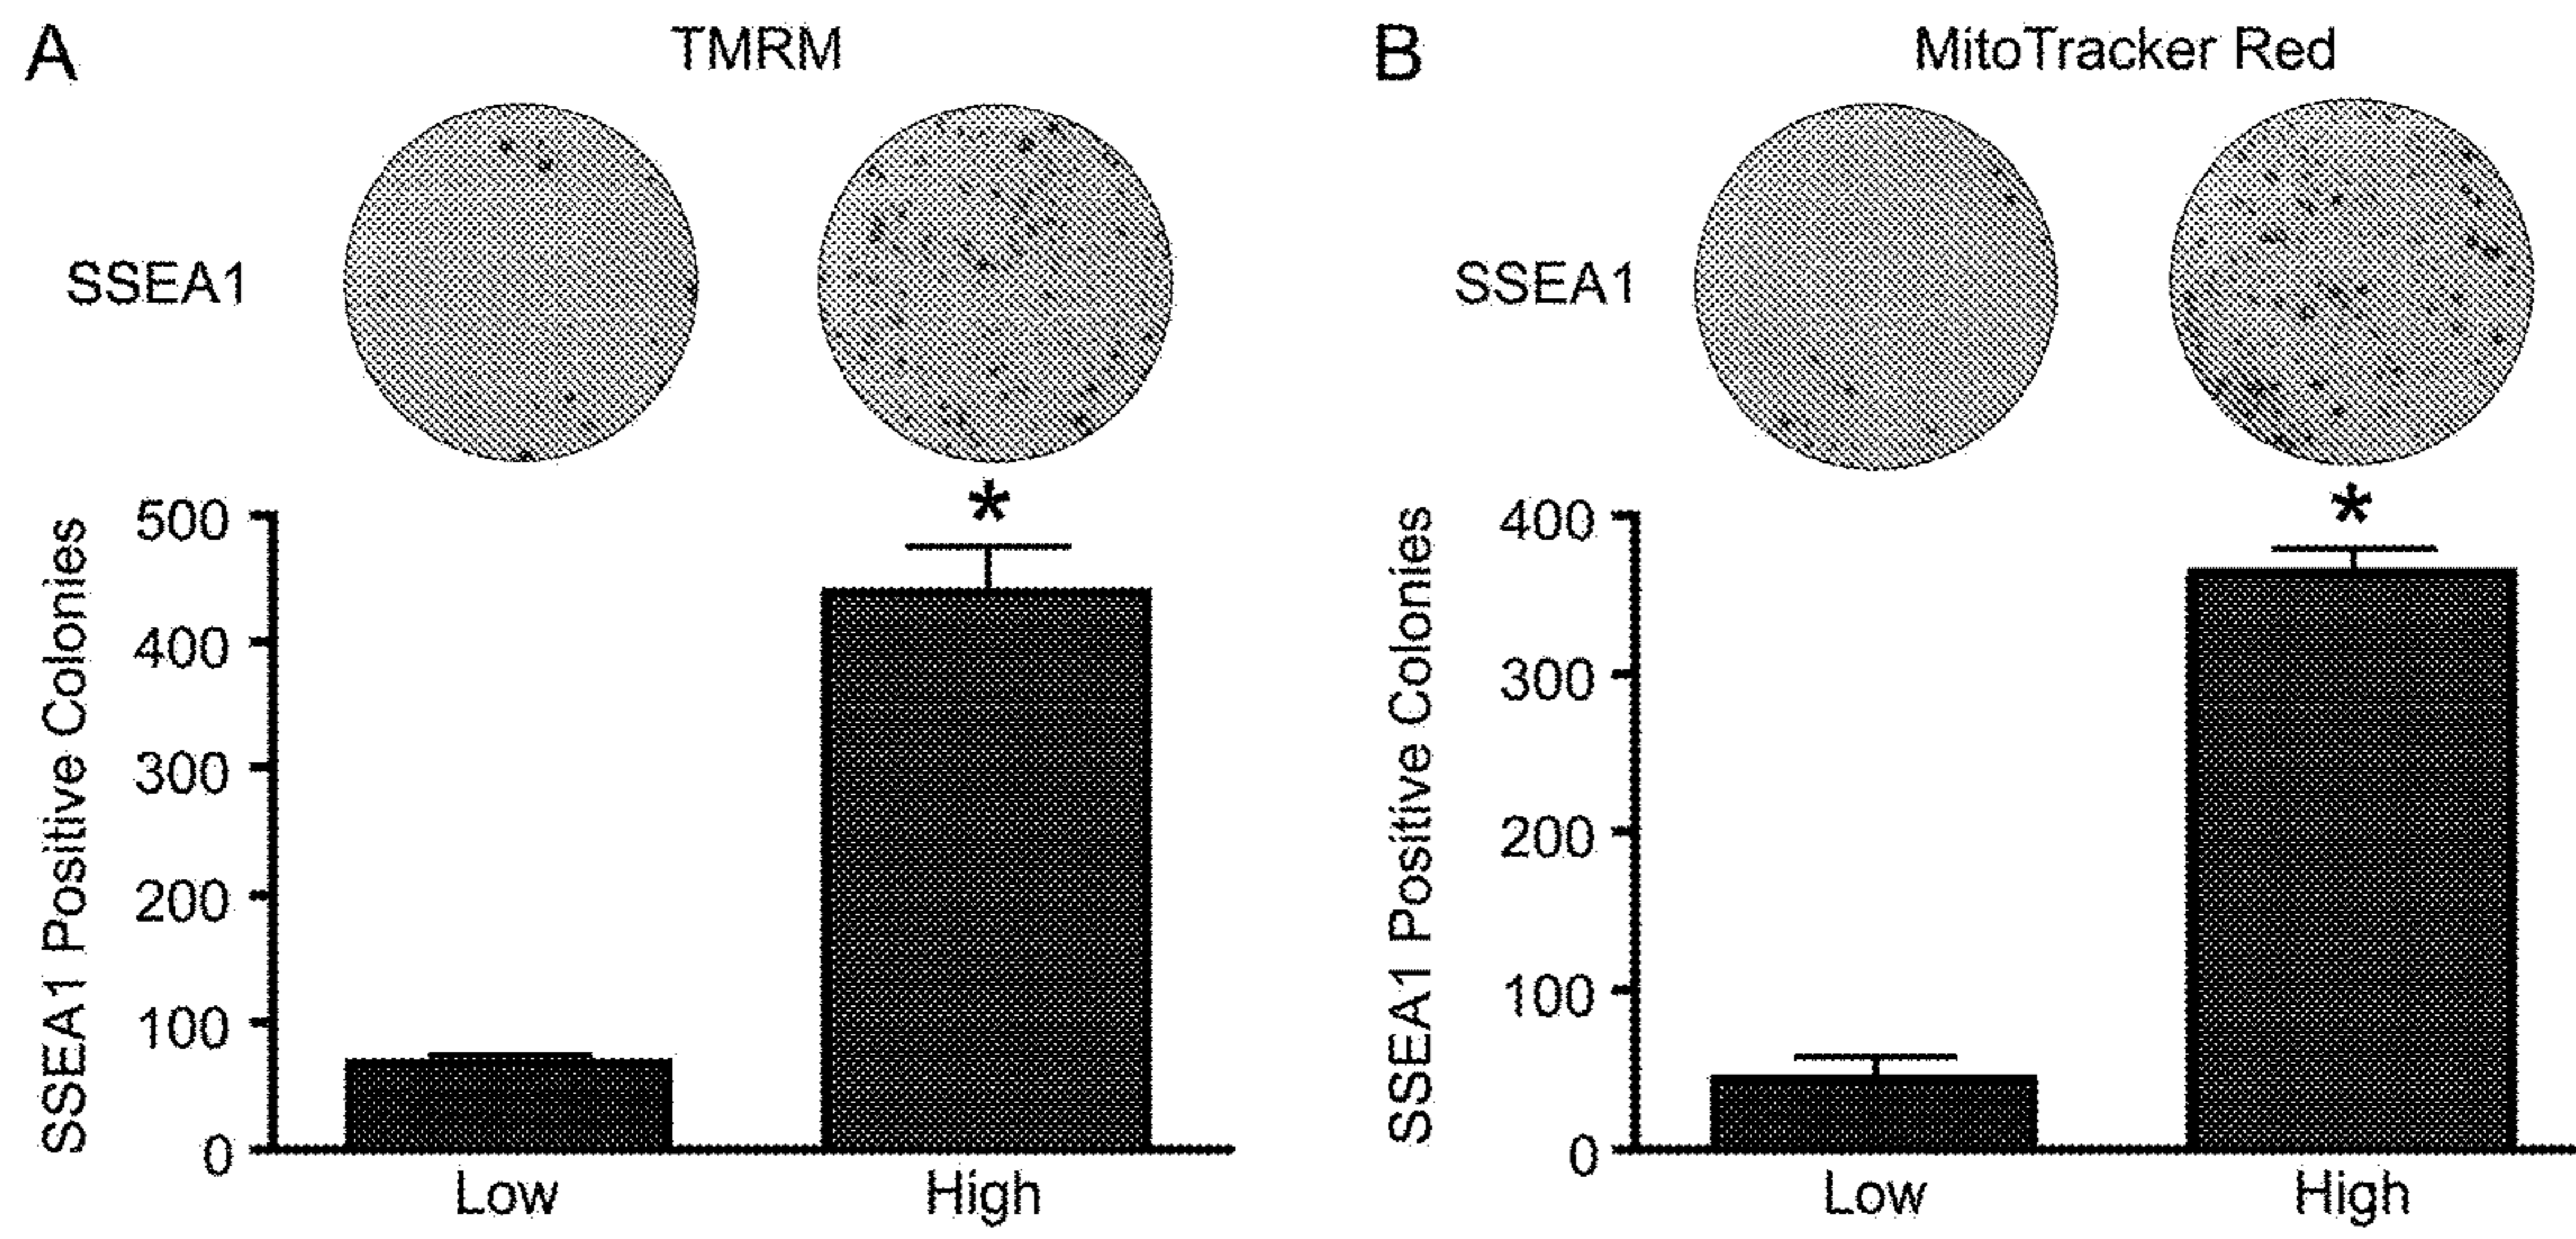 A
TMRM
SSEA1
*
SSEA1 Positive Colonies
500
400
300
200
100
0
Low
High
B
MitoTracker Red
SSEA1
*
SSEA1 Positive Colonies
400
300
200
100
0
Low
High